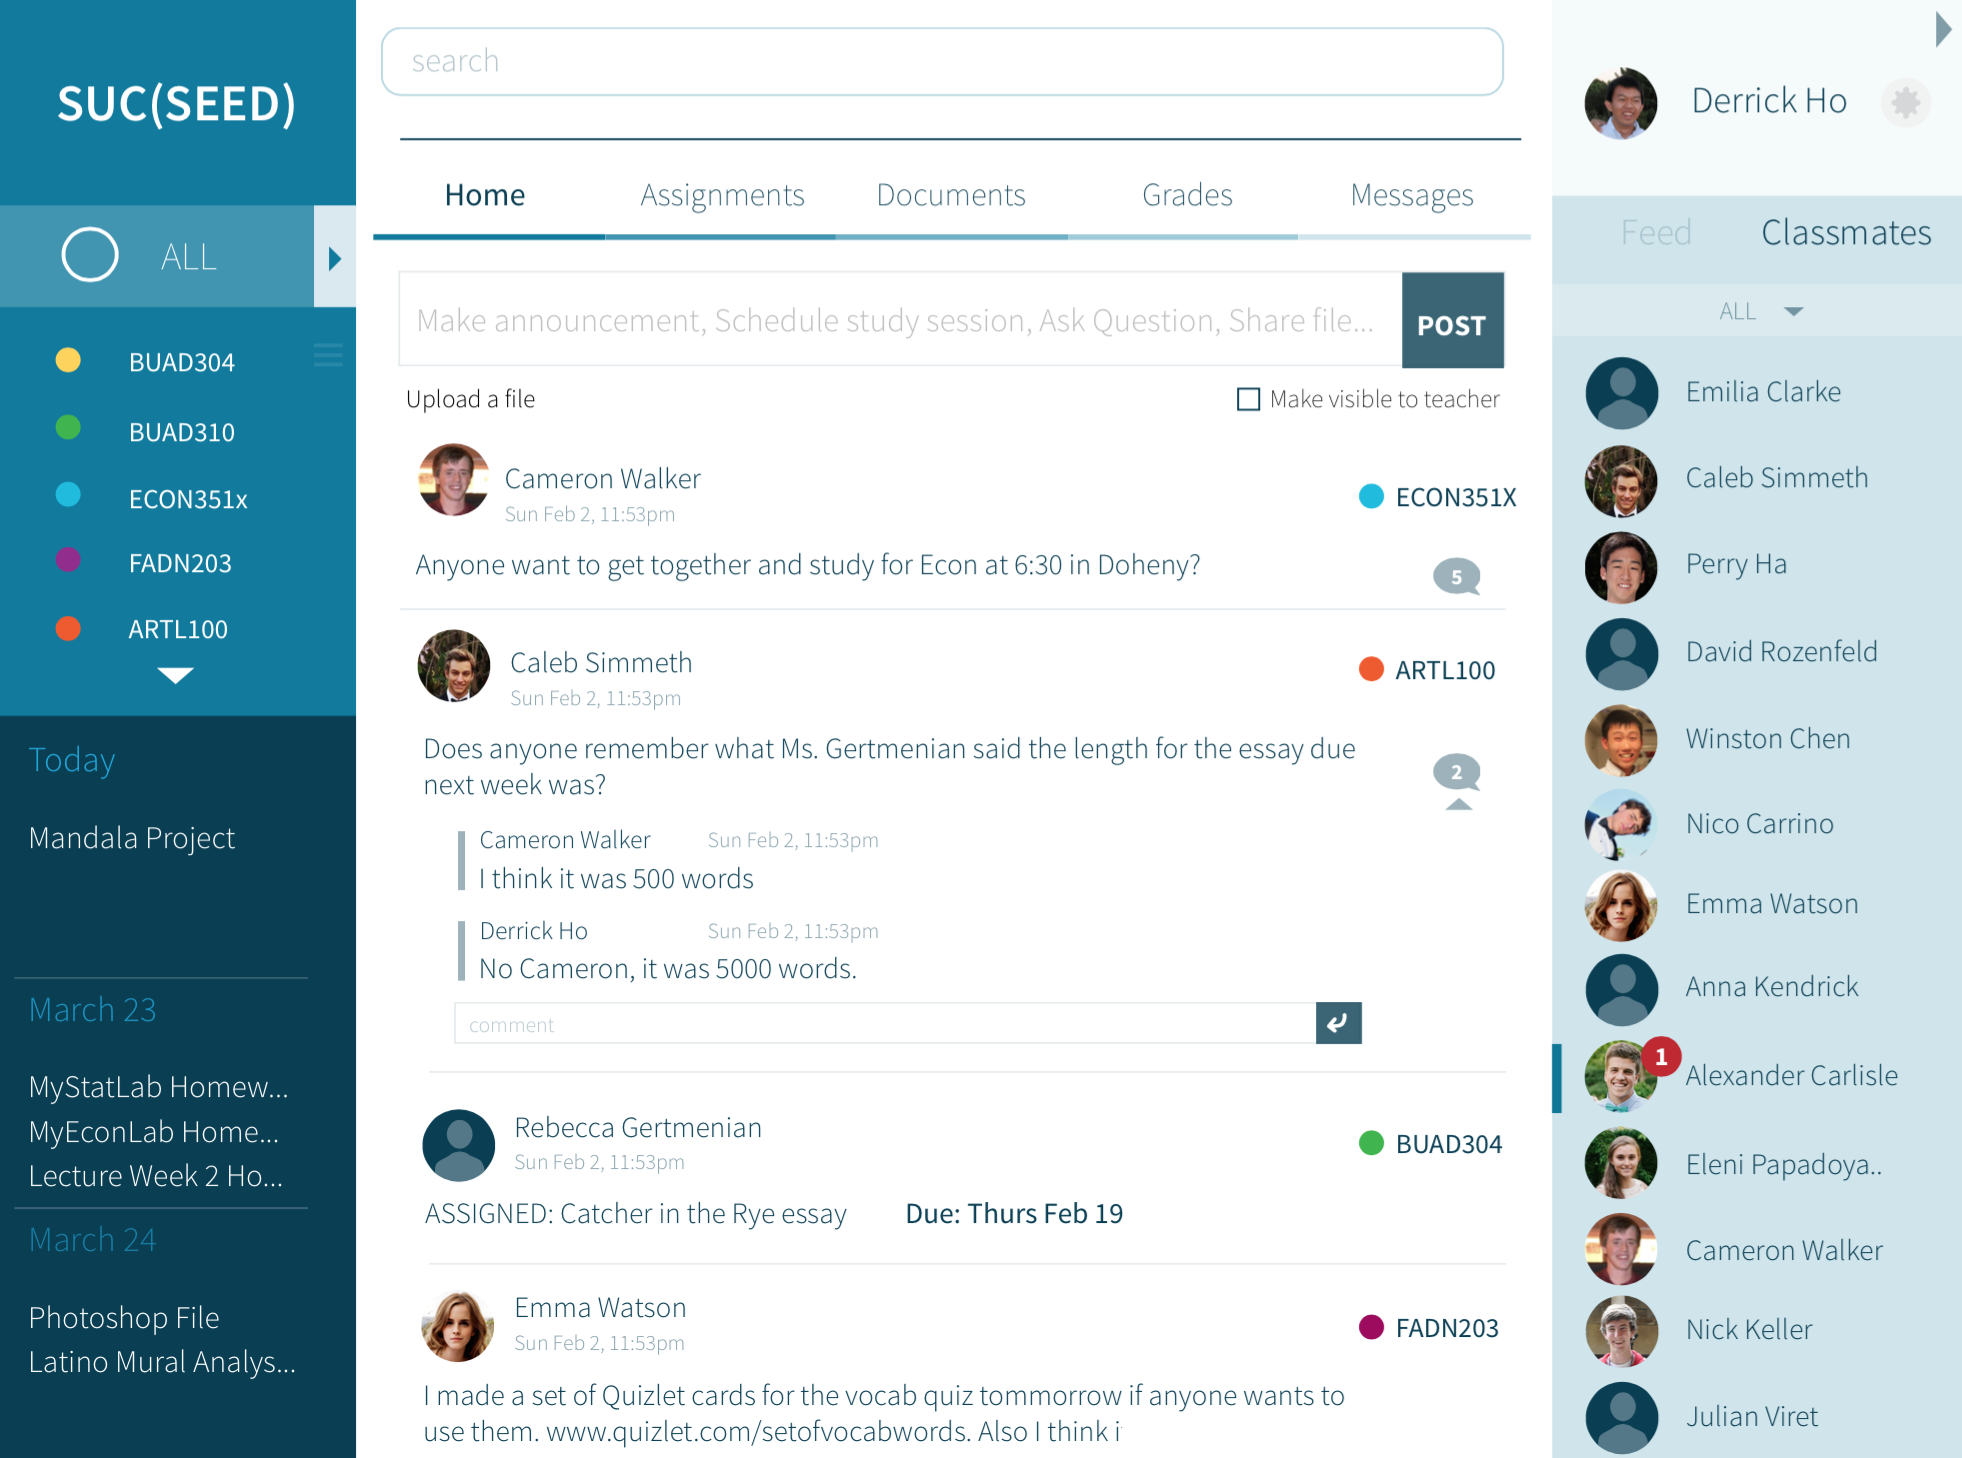 SUC(SEED)
ALL
BUAD304
BUAD310
ECON351x
FADN203
ARTL100
Today
Mandala Project
March 23
MyStatLab Homew...
MyEconLab Home...
Lecture Week 2 Ho...
March 24
Photoshop File
Latino Mural Analys...
search
Home Assignments Documents Grades Messages
Make announcement, Schedule study session, Ask Question, Share file...
POST
Upload a file
Make visible to teacher
Cameron Walker
Sun Feb 2, 11:53pm
ECON351X
Anyone want to get together and study for Econ at 6:30 in Doheny?
5
Caleb Simmeth
Sun Feb 2, 11:53pm
ARTL100
Does anyone remember what Ms. Gertmenian said the length for the essay due
next week was?
2
Cameron Walker Sun Feb 2, 11:53pm
I think it was 500 words
Derrick Ho Sun Feb 2, 11:53pm
No Cameron, it was 5000 words.
comment
Rebecca Gertmenian
Sun Feb 2, 11:53pm
BUAD304
ASSIGNED: Catcher in the Rye essay Due: Thurs Feb 19
Emma Watson
Sun Feb 2, 11:53pm
FADN203
I made a set of Quizlet cards for the vocab quiz tommorrow if anyone wants to
use them. www.quizlet.com/setofvocabwords. Also I think i
Derrick Ho
Feed Classmates
ALL
Emilia Clarke
Caleb Simmeth
Perry Ha
David Rozenfeld
Winston Chen
Nico Carrino
Emma Watson
Anna Kendrick
1
Alexander Carlisle
Eleni Papadoya..
Cameron Walker
Nick Keller
Julian Viret